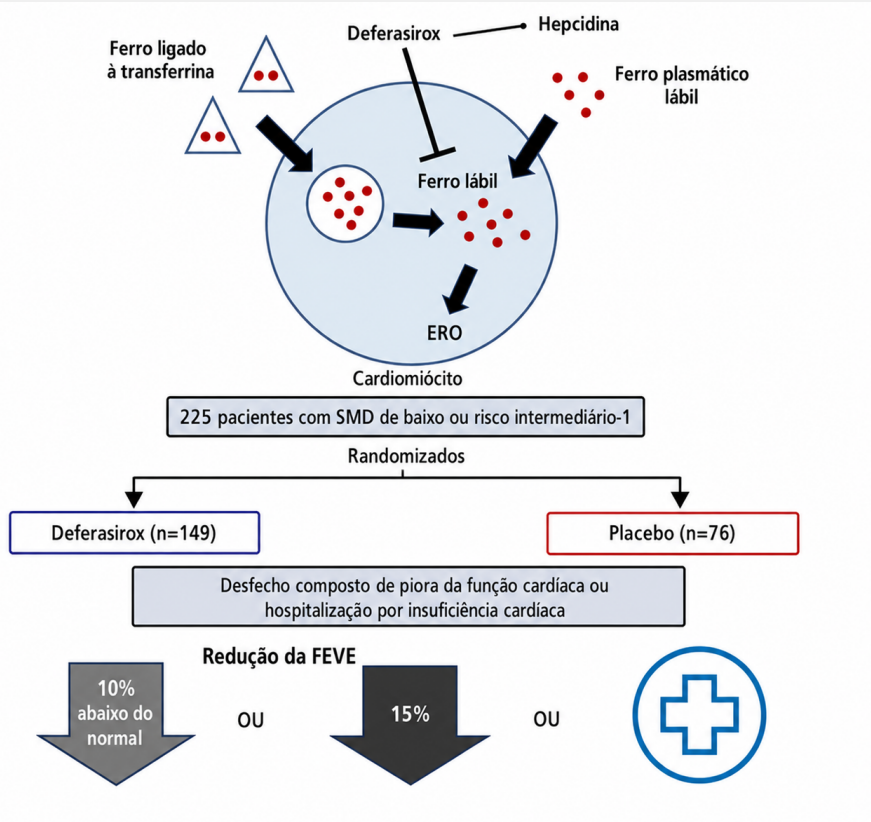 Deferasirox
Hepcidina
Ferro ligado
à transferrina
Ferro plasmático
lábil
Ferro lábil
ERO
Cardiomiócito
225 pacientes com SMD de baixo ou risco intermediário-1
Randomizados
Deferasirox (n=149)
Placebo (n=76)
Desfecho composto de piora da função cardíaca ou
hospitalização por insuficiência cardíaca
Redução da FEVE
10%
abaixo do
normal
OU
15%
OU